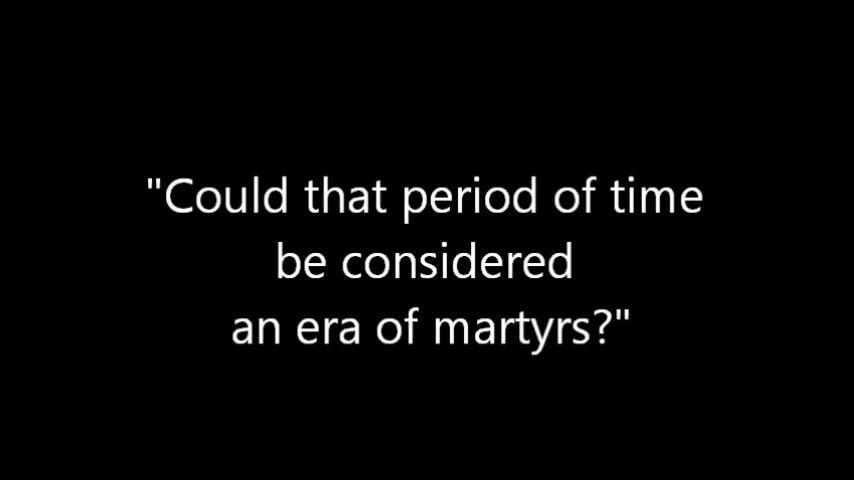 "Could that period of time
be considered
an era of martyrs?"